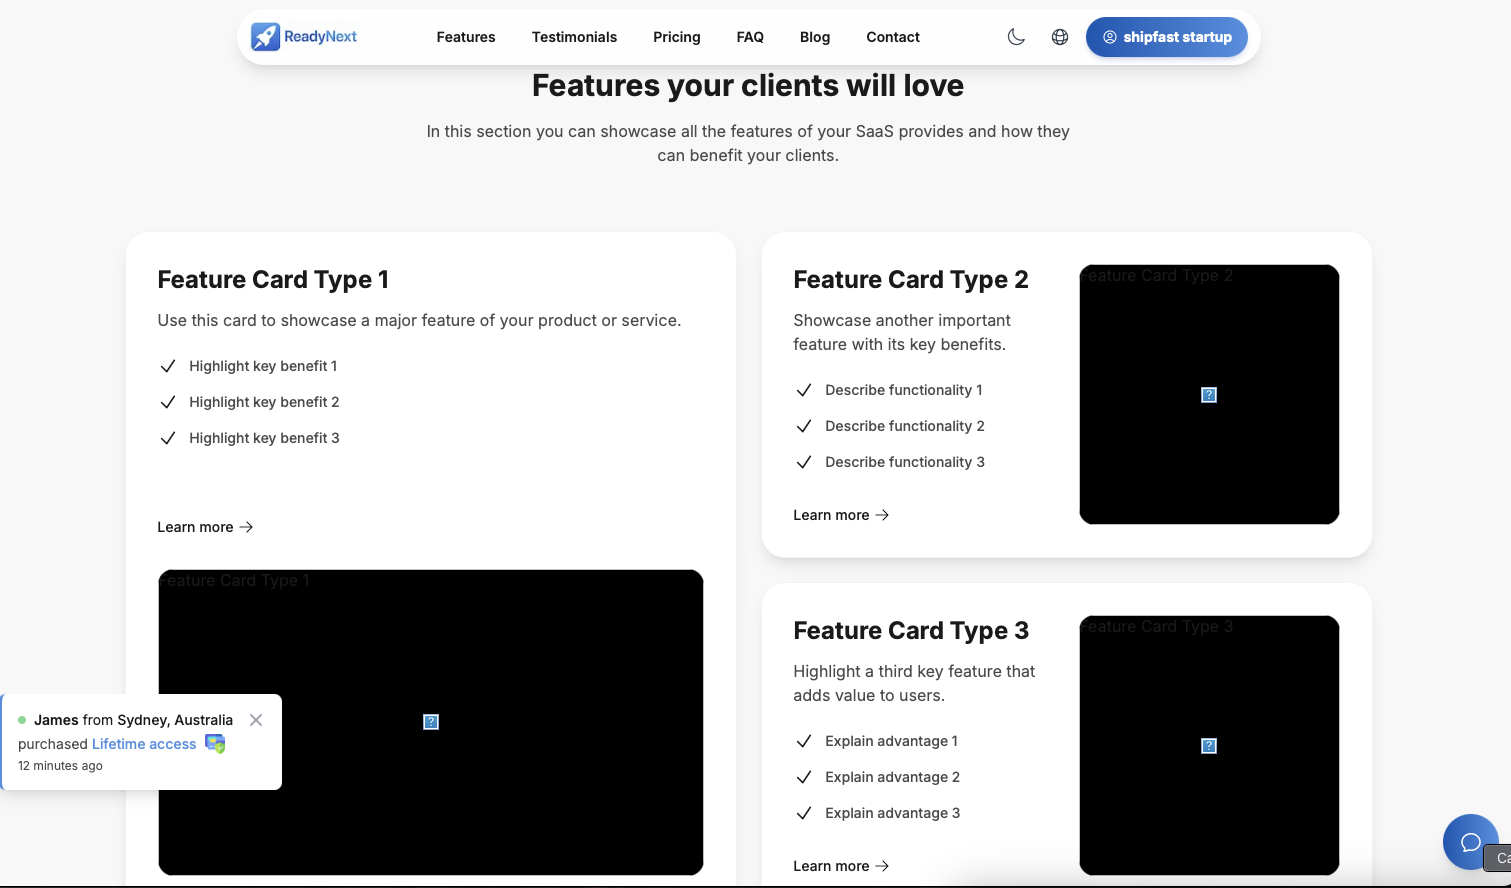 ReadyNext
Features
Testimonials
Pricing
FAQ
Blog
Contact
shipfast startup
Features your clients will love
In this section you can showcase all the features of your SaaS provides and how they
can benefit your clients.
Feature Card Type 1
Use this card to showcase a major feature of your product or service.
Highlight key benefit 1
Highlight key benefit 2
Highlight key benefit 3
Learn more
Feature Card Type 1
Feature Card Type 2
Showcase another important
feature with its key benefits.
Describe functionality 1
Describe functionality 2
Describe functionality 3
Learn more
Feature Card Type 2
Feature Card Type 3
Highlight a third key feature that
adds value to users.
Explain advantage 1
Explain advantage 2
Explain advantage 3
Learn more
Feature Card Type 3
James from Sydney, Australia
purchased Lifetime access
12 minutes ago